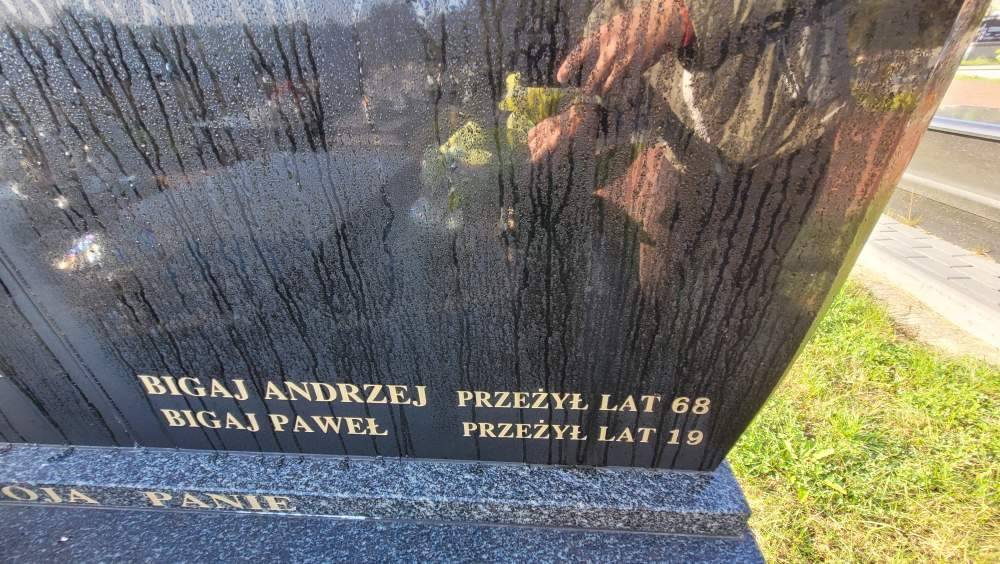 BIGAJ ANDRZEJ PRZEŻYŁ LAT 68
BIGAJ PAWEŁ PRZEŻYŁ LAT 19
PANIE